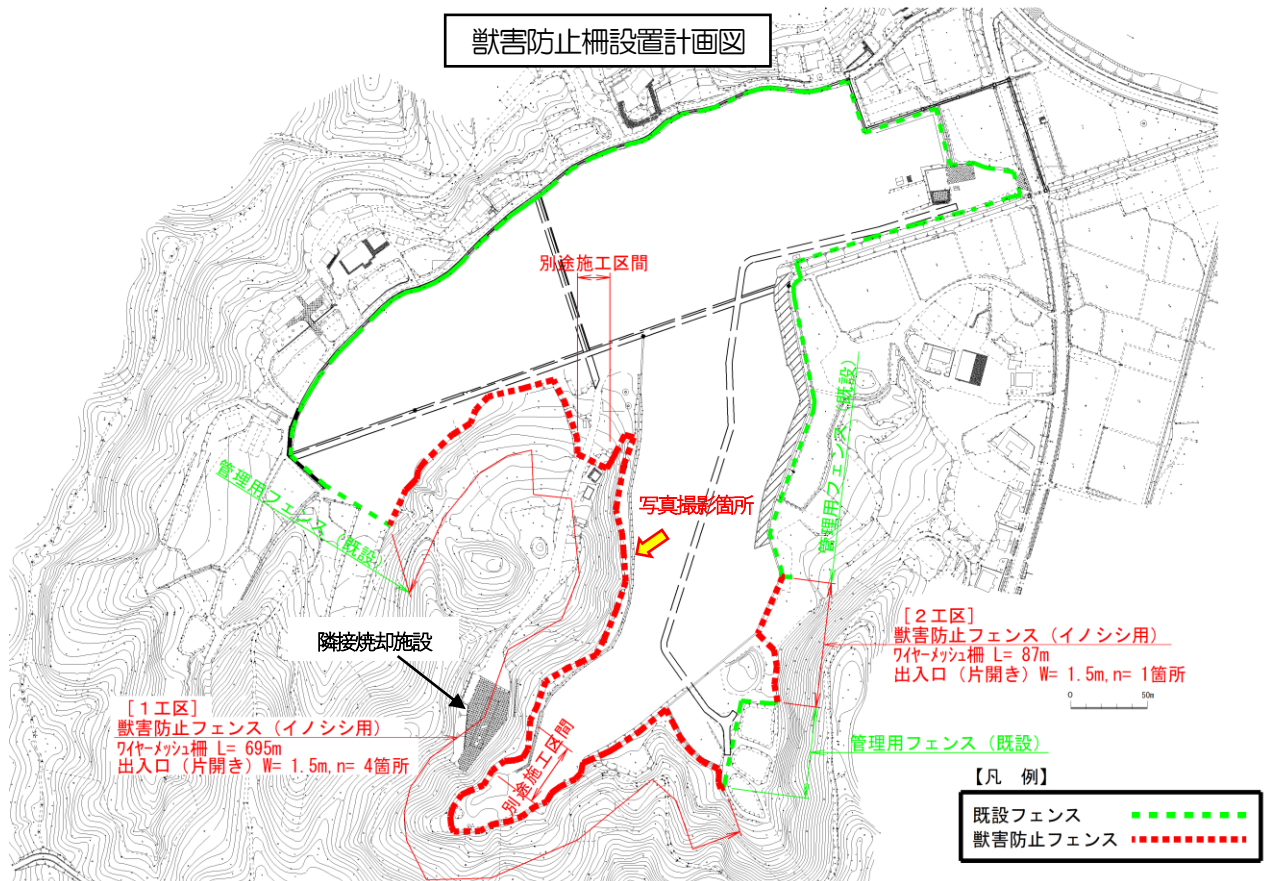 獣害防止柵設置計画図
別途施工区間
管理用フェンス（既設）
写真撮影箇所
管理用フェンス（既設）
隣接焼却施設
[１工区]
獣害防止フェンス（イノシシ用）
ワイヤーメッシュ柵 L= 695m
出入口（片開き）W= 1.5m, n= 4箇所
別途施工区間
[２工区]
獣害防止フェンス（イノシシ用）
ワイヤーメッシュ柵 L= 87m
出入口（片開き）W= 1.5m, n= 1箇所
0 50m
管理用フェンス（既設）
【凡　例】
既設フェンス
獣害防止フェンス